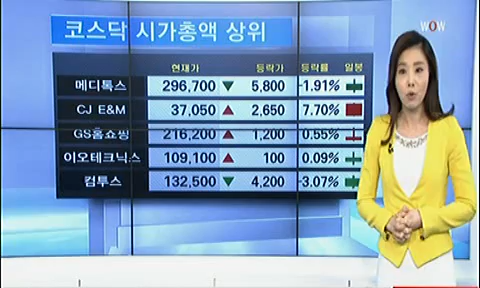 코스닥 시가총액 상위
WOW
현재가 등락가 등락률 일봉
메디톡스 296,700 ▼ 5,800 -1.91%
CJ E&M 37,050 ▲ 2,650 7.70%
GS홈쇼핑 216,200 ▲ 1,200 0.55%
이오테크닉스 109,100 ▲ 100 0.09%
컴투스 132,500 ▼ 4,200 -3.07%